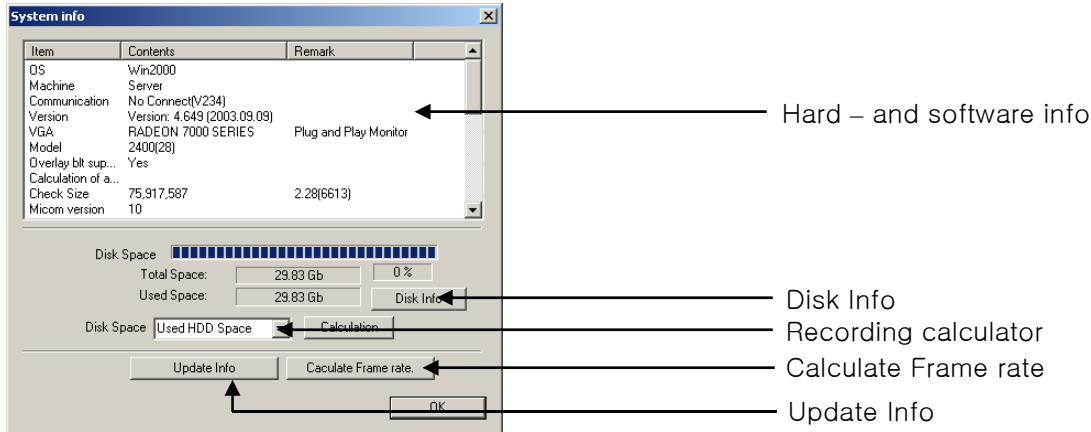 System info
Item Contents Remark
OS Win2000
Machine Server
Communication No Connect(V234)
Version Version: 4.649 (2003.09.09)
VGA RADEON 7000 SERIES Plug and Play Monitor
Model 2400(28)
Overlay blt sup... Yes
Calculation of a...
Check Size 75,917,587 2.28(6613)
Micom version 10
Hard – and software info
Disk Space
Total Space: 29.83 Gb 0 %
Used Space: 29.83 Gb Disk Info
Disk Info
Disk Space Used HDD Space Calculation
Recording calculator
Update Info Caculate Frame rate.
Calculate Frame rate
OK
Update Info